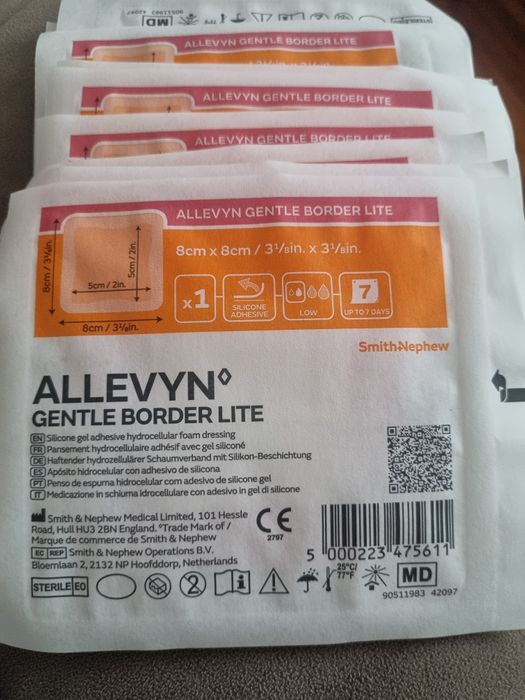 MD
ALLEVYN GENTLE BORDER LITE
ALLEVYN GENTLE BORDER LITE
ALLEVYN GENTLE BORDER LITE
ALLEVYN GENTLE BORDER LITE
8cm x 8cm / 3¹/₈in. x 3¹/₈in.
8cm / 3¹/₈in.
5cm / 2in.
5cm / 2in.
8cm / 3¹/₈in.
x1
SILICONE ADHESIVE
LOW
7
UP TO 7 DAYS
Smith+Nephew
ALLEVYN◊
GENTLE BORDER LITE
EN Silicone gel adhesive hydrocellular foam dressing
FR Pansement hydrocellulaire adhésif avec gel siliconé
DE Haftender hydrozellulärer Schaumverband mit Silikon-Beschichtung
ES Apósito hidrocelular con adhesivo de silicona
PT Penso de espuma hidrocelular com adesivo de silicone gel
IT Medicazione in schiuma idrocellulare con adesivo in gel di silicone
Smith & Nephew Medical Limited, 101 Hessle
Road, Hull HU3 2BN England. ◊Trade Mark of /
Marque de commerce de Smith & Nephew
EC REP Smith & Nephew Operations B.V.
Bloemlaan 2, 2132 NP Hoofddorp, Netherlands
CE
2797
5 000223 475611
STERILE EO
2
i
25°C/
77°F
MD
90511983 42097